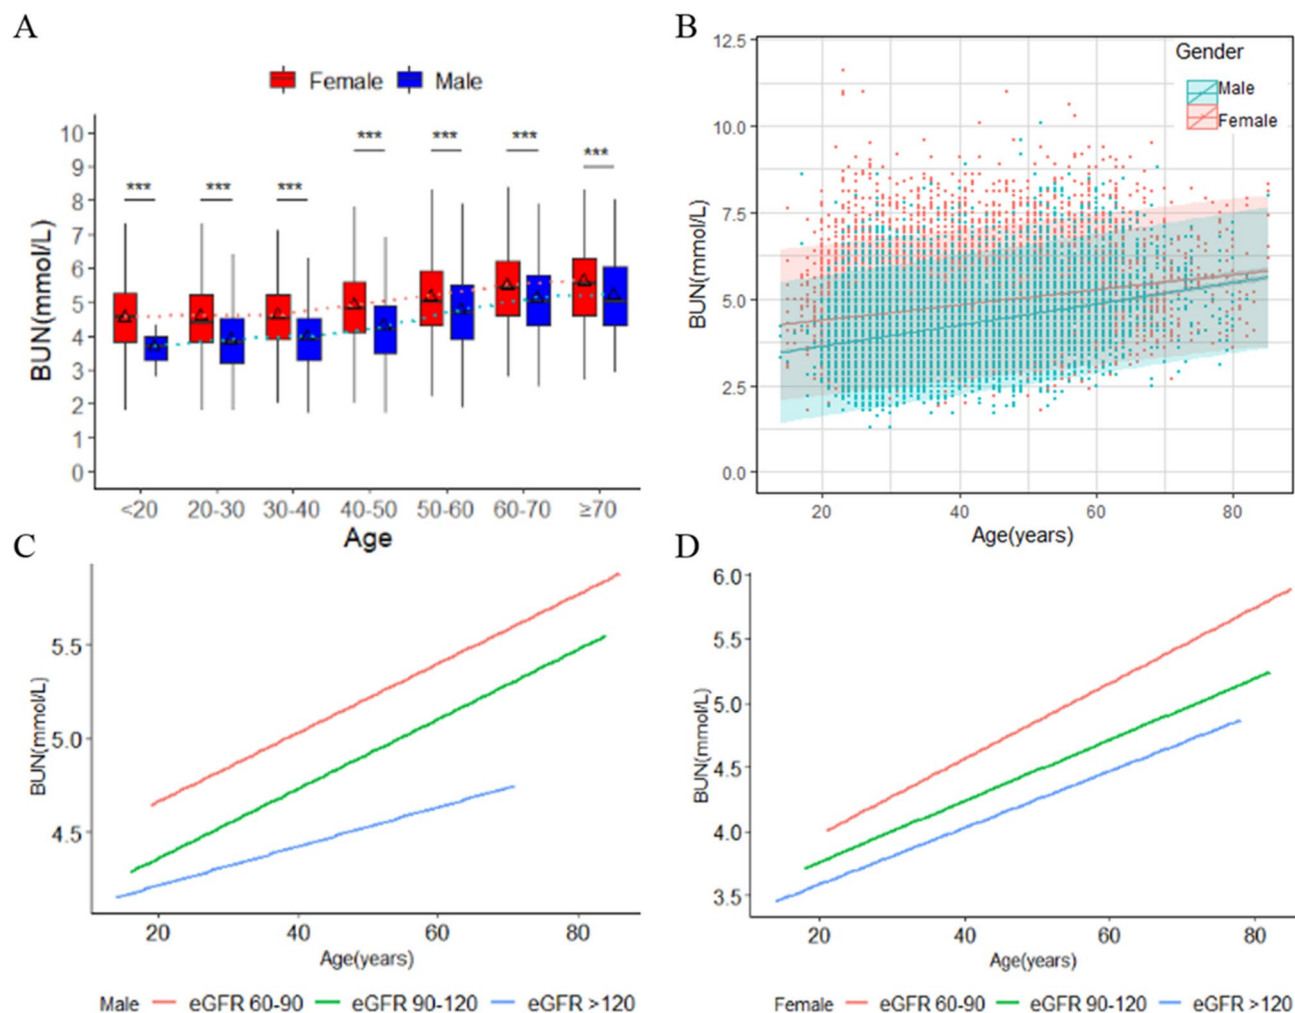 A
Female Male
BUN(mmol/L)
10
9
8
7
6
5
4
3
2
1
0
*** *** *** *** *** *** ***
<20 20-30 30-40 40-50 50-60 60-70 ≥70
Age
B
Gender
Male
Female
BUN(mmol/L)
12.5
10.0
7.5
5.0
2.5
0.0
20 40 60 80
Age(years)
C
BUN(mmol/L)
5.5
5.0
4.5
20 40 60 80
Age(years)
Male eGFR 60-90 eGFR 90-120 eGFR >120
D
BUN(mmol/L)
6.0
5.5
5.0
4.5
4.0
3.5
20 40 60 80
Age(years)
Female eGFR 60-90 eGFR 90-120 eGFR >120